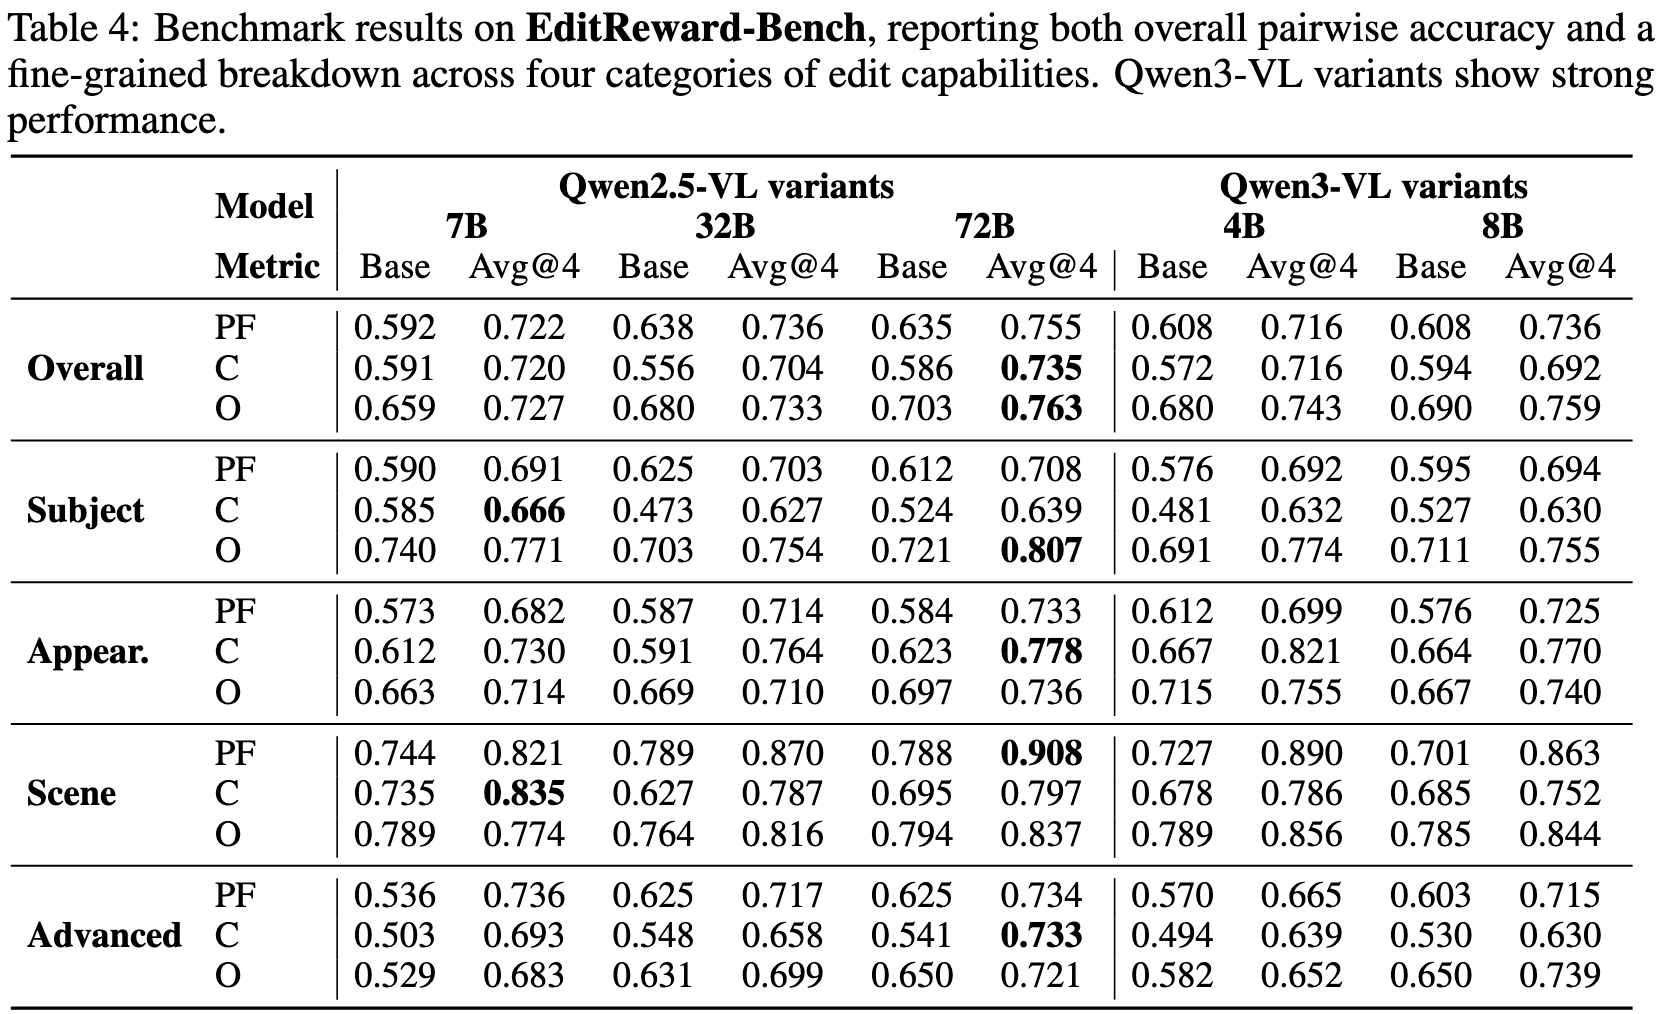 Table 4: Benchmark results on EditReward-Bench, reporting both overall pairwise accuracy and a
fine-grained breakdown across four categories of edit capabilities. Qwen3-VL variants show strong
performance.
Model Qwen2.5-VL variants Qwen3-VL variants
7B 32B 72B 4B 8B
Metric Base Avg@4 Base Avg@4 Base Avg@4 Base Avg@4 Base Avg@4
PF 0.592 0.722 0.638 0.736 0.635 0.755 0.608 0.716 0.608 0.736
Overall C 0.591 0.720 0.556 0.704 0.586 0.735 0.572 0.716 0.594 0.692
O 0.659 0.727 0.680 0.733 0.703 0.763 0.680 0.743 0.690 0.759
PF 0.590 0.691 0.625 0.703 0.612 0.708 0.576 0.692 0.595 0.694
Subject C 0.585 0.666 0.473 0.627 0.524 0.639 0.481 0.632 0.527 0.630
O 0.740 0.771 0.703 0.754 0.721 0.807 0.691 0.774 0.711 0.755
PF 0.573 0.682 0.587 0.714 0.584 0.733 0.612 0.699 0.576 0.725
Appear. C 0.612 0.730 0.591 0.764 0.623 0.778 0.667 0.821 0.664 0.770
O 0.663 0.714 0.669 0.710 0.697 0.736 0.715 0.755 0.667 0.740
PF 0.744 0.821 0.789 0.870 0.788 0.908 0.727 0.890 0.701 0.863
Scene C 0.735 0.835 0.627 0.787 0.695 0.797 0.678 0.786 0.685 0.752
O 0.789 0.774 0.764 0.816 0.794 0.837 0.789 0.856 0.785 0.844
PF 0.536 0.736 0.625 0.717 0.625 0.734 0.570 0.665 0.603 0.715
Advanced C 0.503 0.693 0.548 0.658 0.541 0.733 0.494 0.639 0.530 0.630
O 0.529 0.683 0.631 0.699 0.650 0.721 0.582 0.652 0.650 0.739